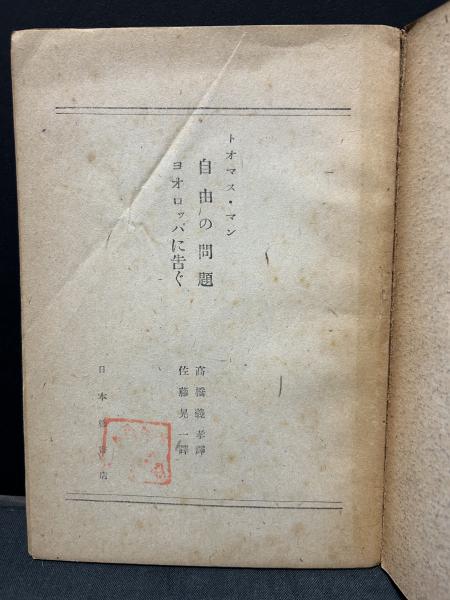 トオマス・マン
自由の問題
ヨオロッパに告ぐ
高橋義孝譯
佐藤晃一譯
日本 店